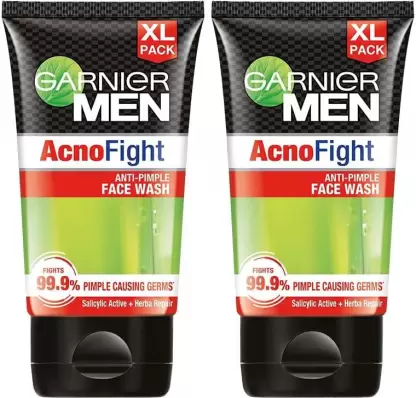 XL
PACK
GARNIER
MEN
AcnoFight
ANTI-PIMPLE
FACE WASH
FIGHTS
99.9% PIMPLE CAUSING GERMS*
Salicylic Active + Herba Repair
XL
PACK
GARNIER
MEN
AcnoFight
ANTI-PIMPLE
FACE WASH
FIGHTS
99.9% PIMPLE CAUSING GERMS*
Salicylic Active + Herba Repair